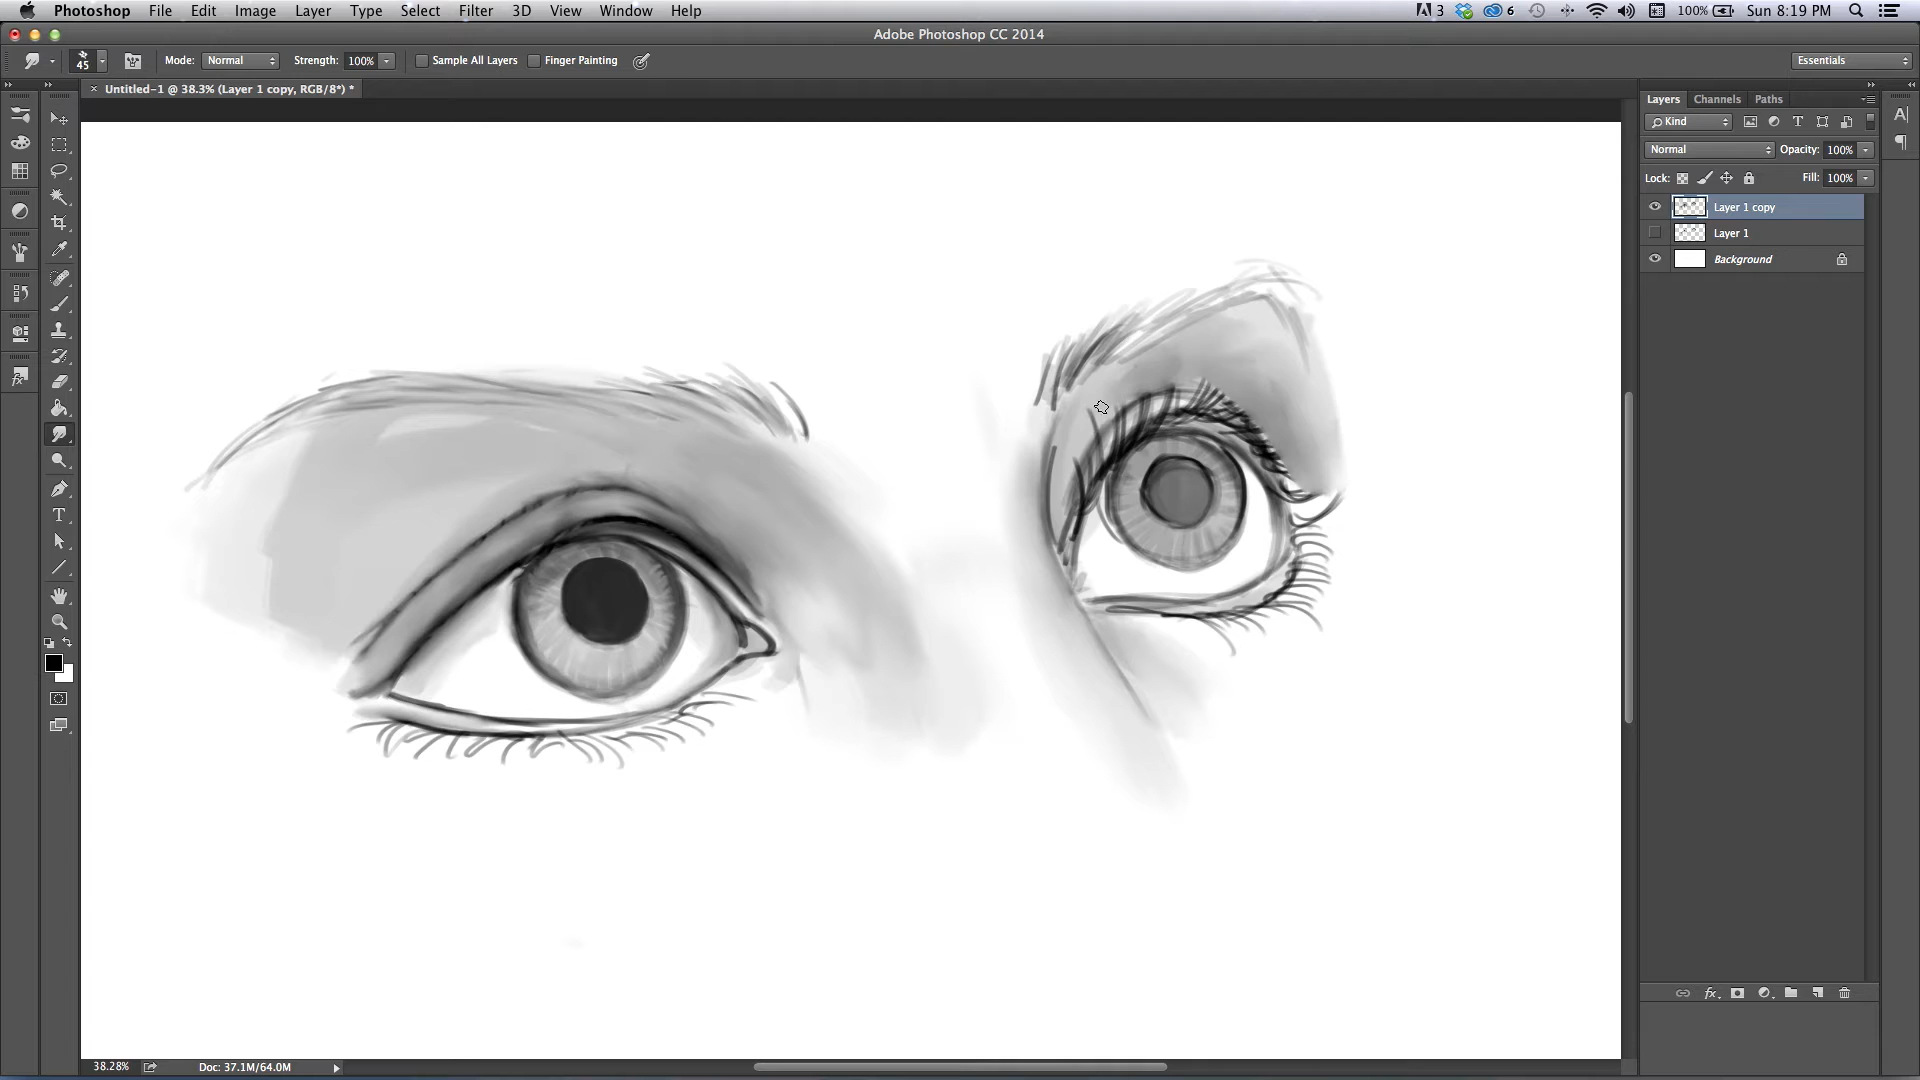 Photoshop File Edit Image Layer Type Select Filter 3D View Window Help 3 6 100% Sun 8:19 PM
Adobe Photoshop CC 2014
45 Mode: Normal Strength: 100% Sample All Layers Finger Painting Essentials
× Untitled-1 @ 38.3% (Layer 1 copy, RGB/8*) *
Layers Channels Paths
Kind
Normal Opacity: 100%
Lock: Fill: 100%
Layer 1 copy
Layer 1
Background
38.28% Doc: 37.1M/64.0M